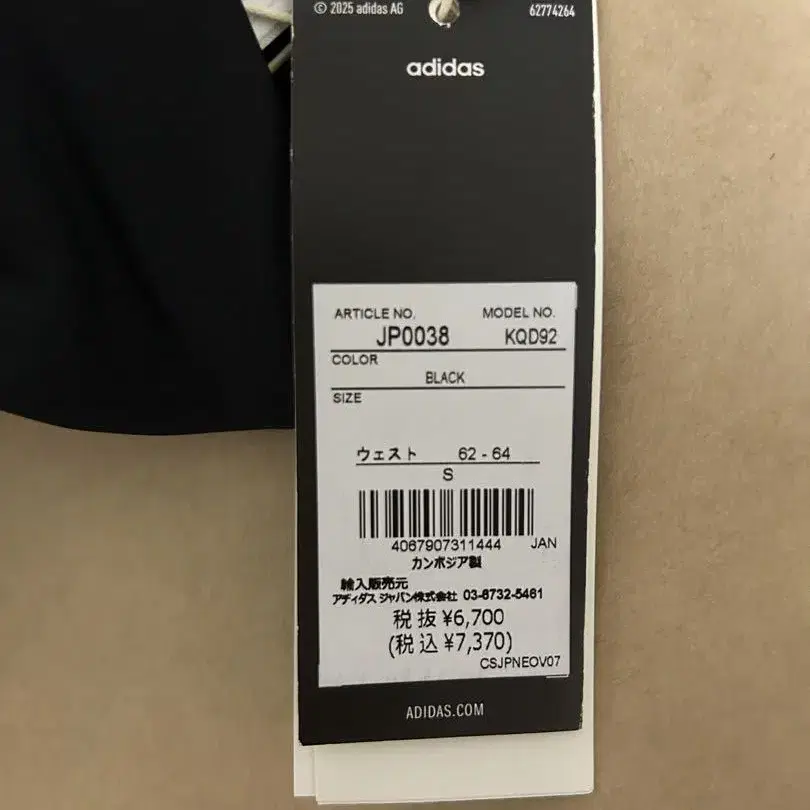 © 2025 adidas AG 62774264
adidas
ARTICLE NO. MODEL NO.
JP0038 KQD92
COLOR
BLACK
SIZE
ウェスト 62 - 64
S
4067907311444 JAN
カンボジア製
輸入販売元
アディダス ジャパン株式会社 03-6732-5461
税抜 ¥6,700
(税込 ¥7,370)
CSJPNEOV07
ADIDAS.COM